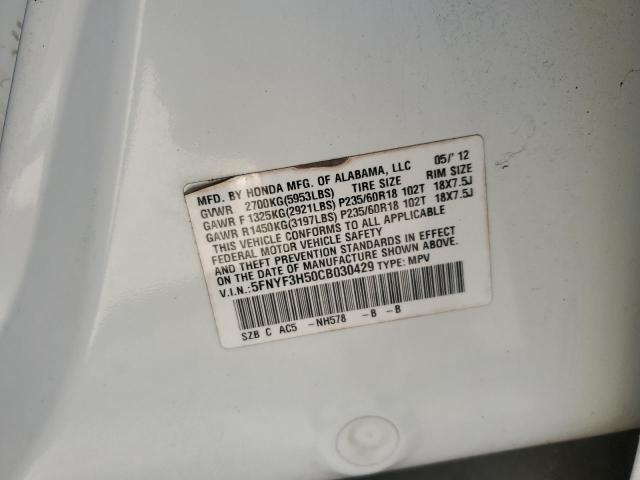 MFD. BY HONDA MFG. OF ALABAMA, LLC 05/'12
GVWR 2700KG(5953LBS) TIRE SIZE RIM SIZE
GAWR F 1325KG(2921LBS) P235/60R18 102T 18X7.5J
GAWR R1450KG(3197LBS) P235/60R18 102T 18X7.5J
THIS VEHICLE CONFORMS TO ALL APPLICABLE
FEDERAL MOTOR VEHICLE SAFETY
AND THEFT PREVENTION STANDARDS IN EFFECT
ON THE DATE OF MANUFACTURE SHOWN ABOVE.
V.I.N.:5FNYF3H50CB030429 TYPE: MPV
SZB C AC5 -NH578 -B -B